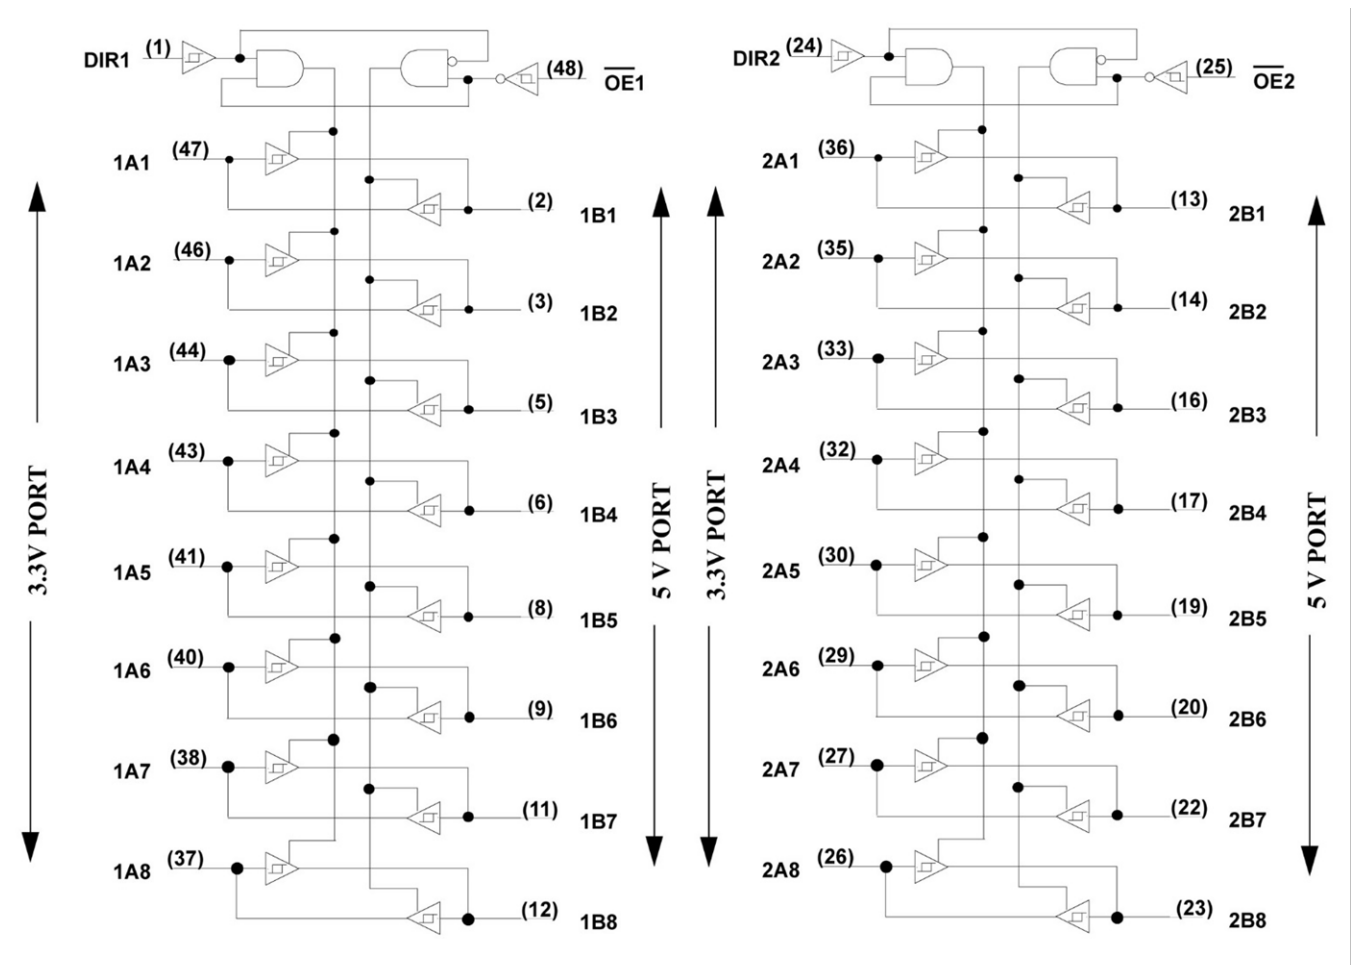 DIR1 (1) (48) OE1 DIR2 (24) (25) OE2
1A1 (47) (2) 1B1 2A1 (36) (13) 2B1
1A2 (46) (3) 1B2 2A2 (35) (14) 2B2
1A3 (44) (5) 1B3 2A3 (33) (16) 2B3
1A4 (43) (6) 1B4 2A4 (32) (17) 2B4
3.3V PORT 5 V PORT 3.3V PORT 5 V PORT
1A5 (41) (8) 1B5 2A5 (30) (19) 2B5
1A6 (40) (9) 1B6 2A6 (29) (20) 2B6
1A7 (38) (11) 1B7 2A7 (27) (22) 2B7
1A8 (37) (12) 1B8 2A8 (26) (23) 2B8